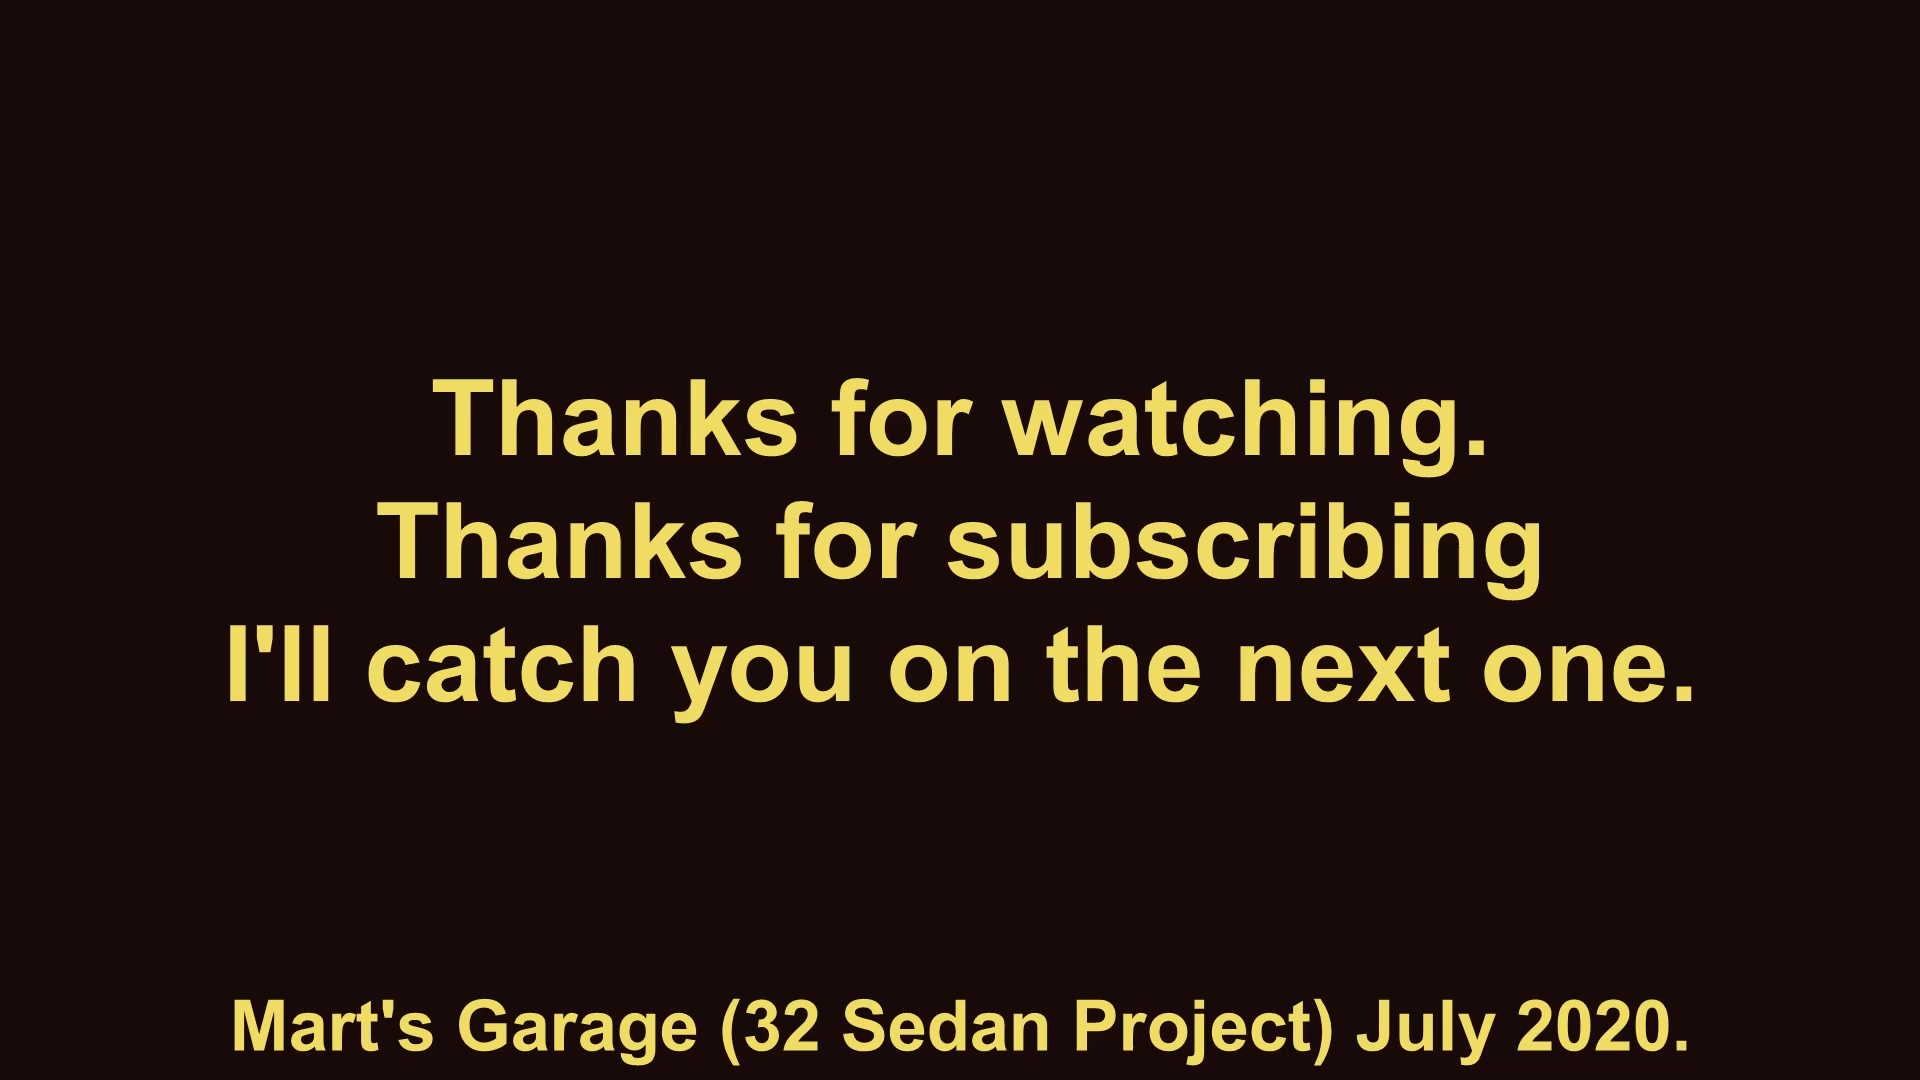 Thanks for watching.
Thanks for subscribing
I'll catch you on the next one.
Mart's Garage (32 Sedan Project) July 2020.